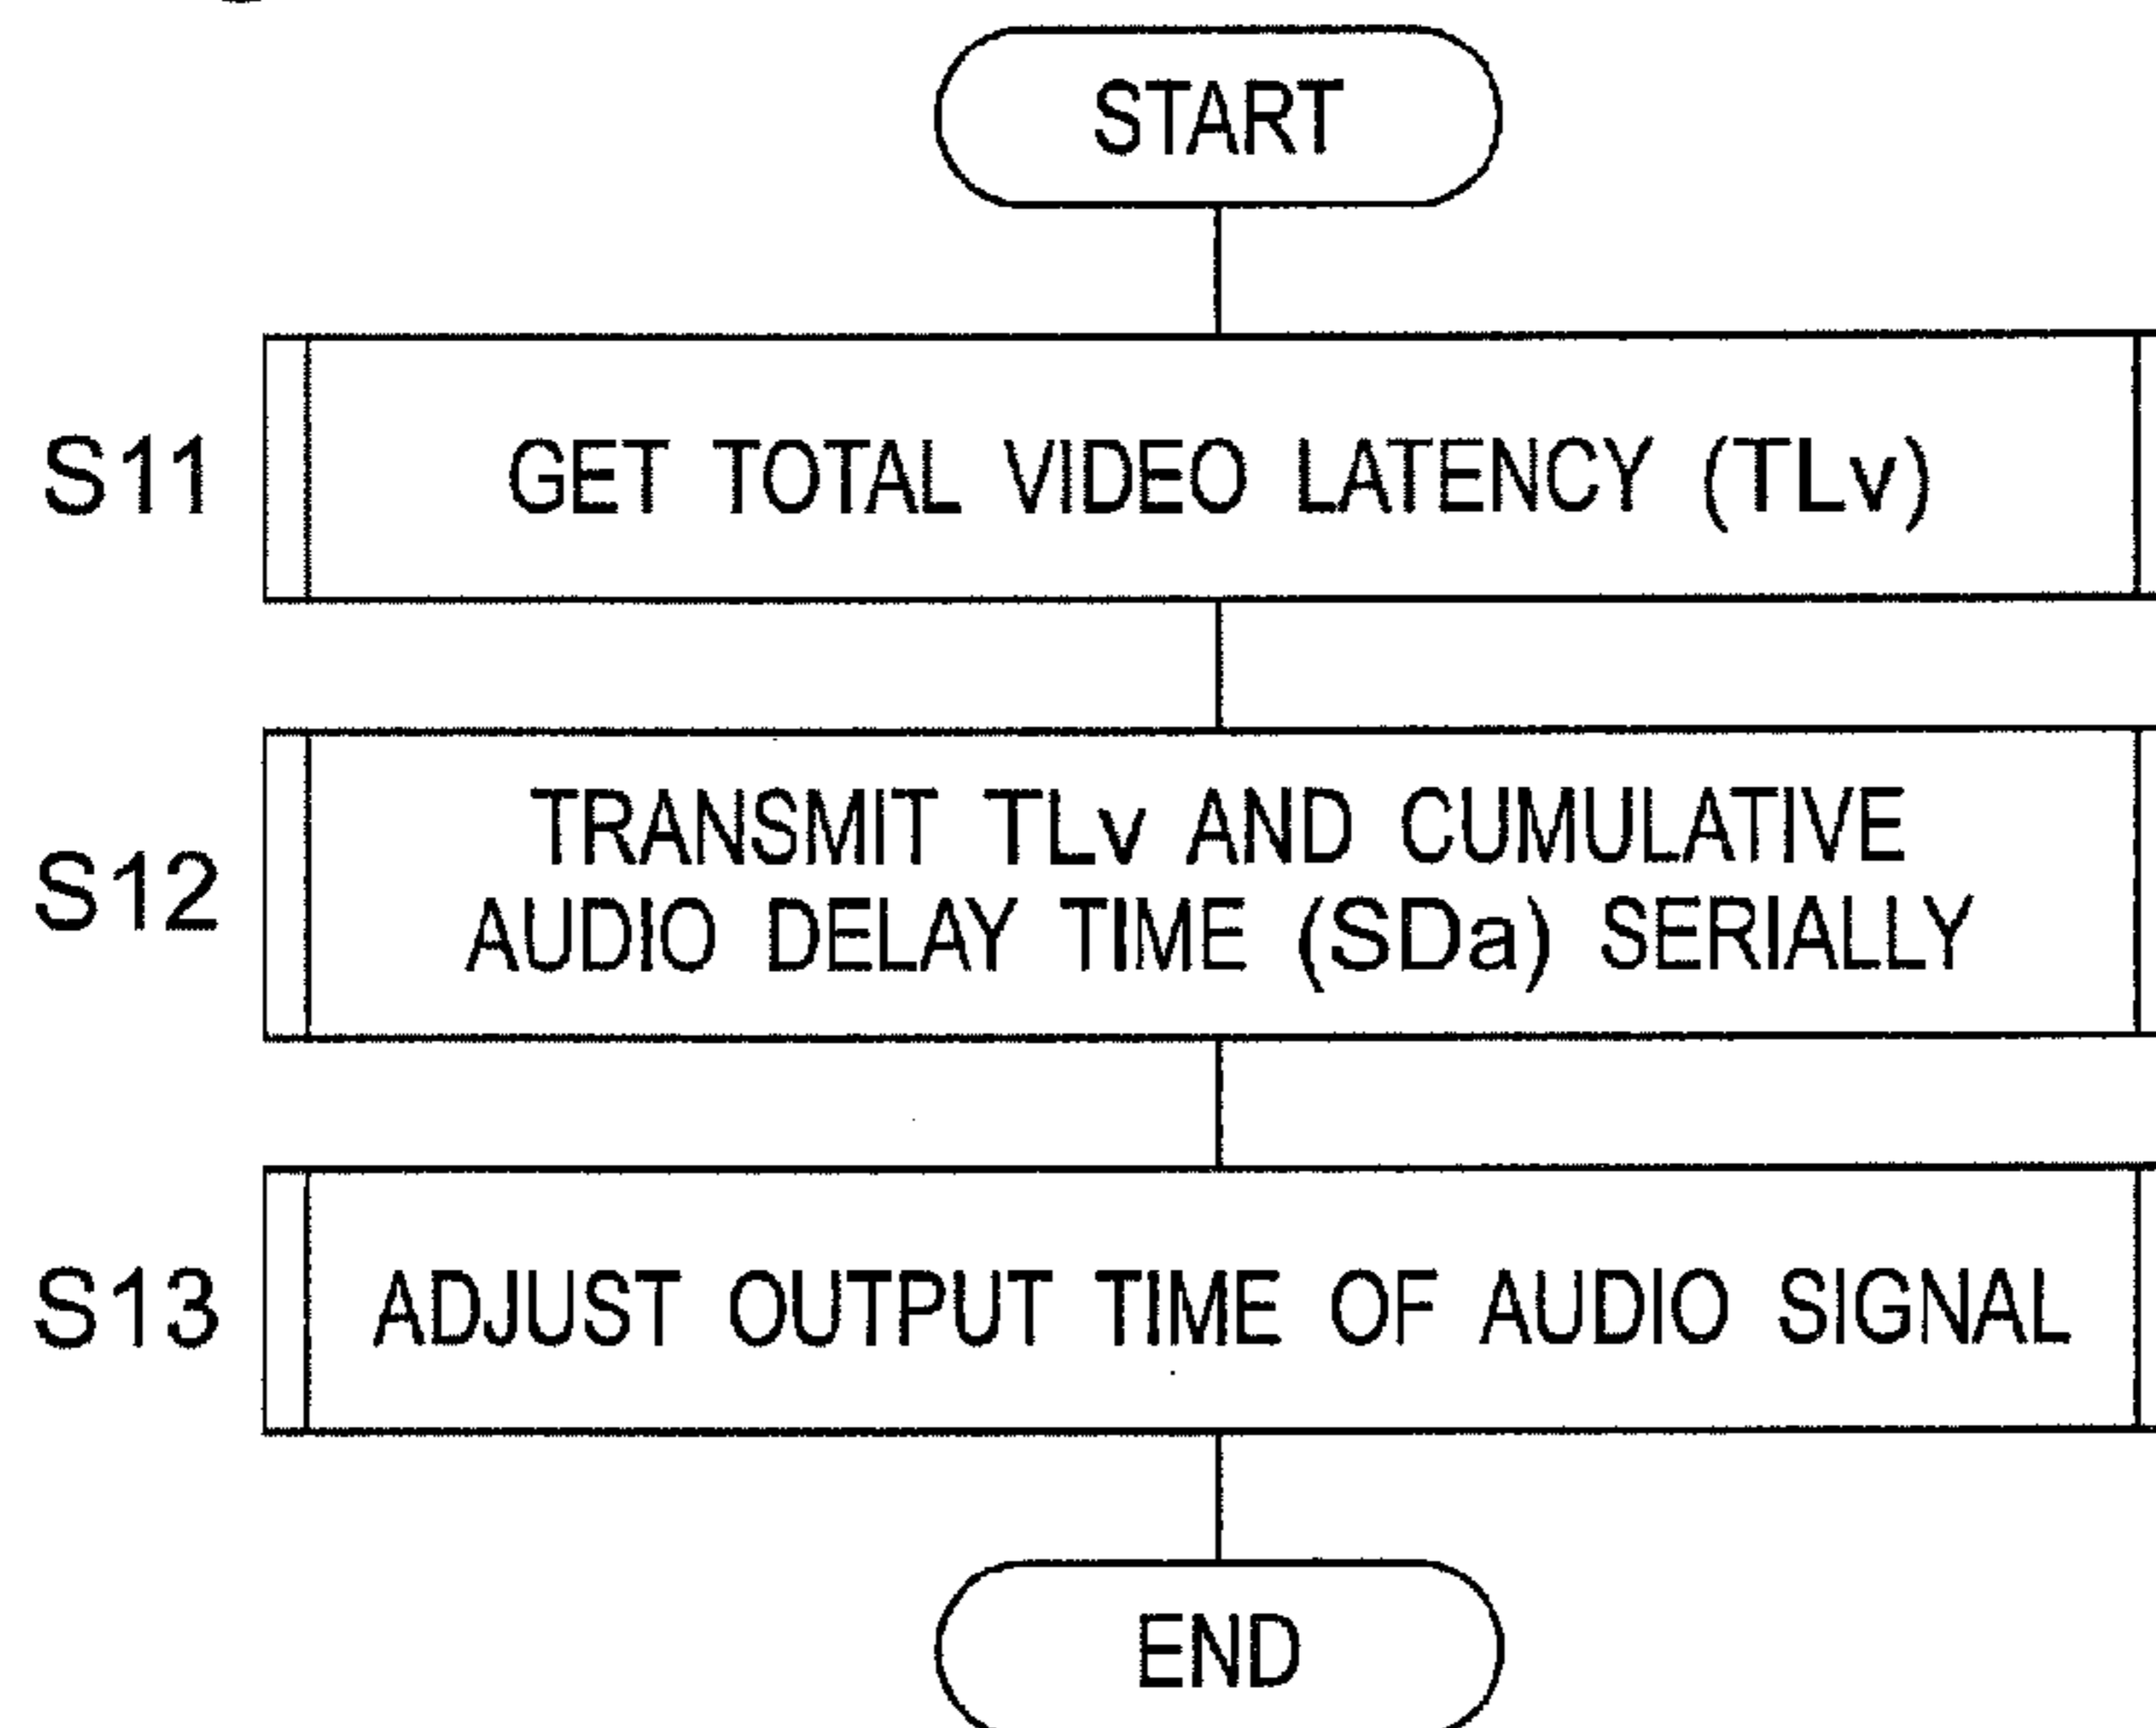 START
S11
GET TOTAL VIDEO LATENCY (TLv)
S12
TRANSMIT TLv AND CUMULATIVE
AUDIO DELAY TIME (SDa) SERIALLY
S13
ADJUST OUTPUT TIME OF AUDIO SIGNAL
END